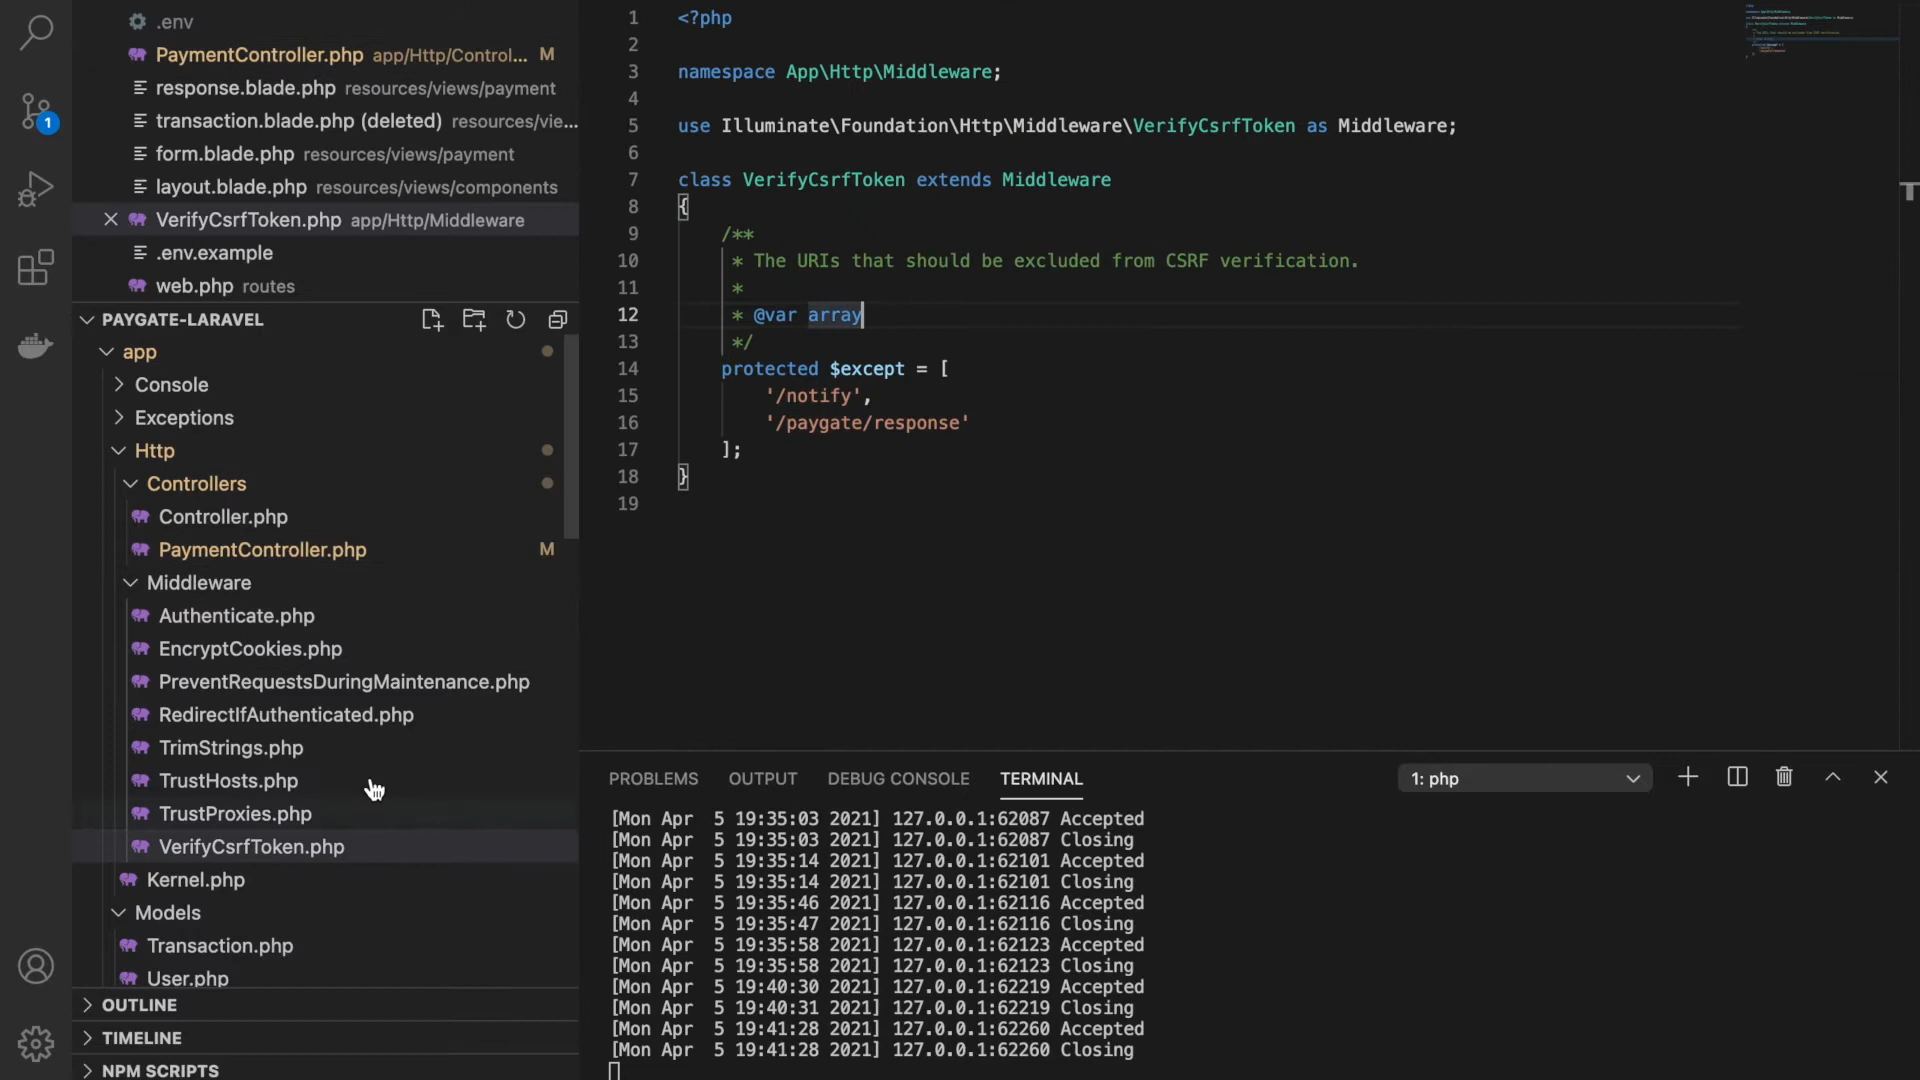 .env
PaymentController.php app/Http/Control... M
response.blade.php resources/views/payment
transaction.blade.php (deleted) resources/vie...
form.blade.php resources/views/payment
layout.blade.php resources/views/components
VerifyCsrfToken.php app/Http/Middleware
.env.example
web.php routes
PAYGATE-LARAVEL
app
Console
Exceptions
Http
Controllers
Controller.php
PaymentController.php M
Middleware
Authenticate.php
EncryptCookies.php
PreventRequestsDuringMaintenance.php
RedirectIfAuthenticated.php
TrimStrings.php
TrustHosts.php
TrustProxies.php
VerifyCsrfToken.php
Kernel.php
Models
Transaction.php
User.php
OUTLINE
TIMELINE
NPM SCRIPTS
1
1 <?php
2
3 namespace App\Http\Middleware;
4
5 use Illuminate\Foundation\Http\Middleware\VerifyCsrfToken as Middleware;
6
7 class VerifyCsrfToken extends Middleware
8 {
9 /**
10 * The URIs that should be excluded from CSRF verification.
11 *
12 * @var array
13 */
14 protected $except = [
15 '/notify',
16 '/paygate/response'
17 ];
18 }
19
PROBLEMS OUTPUT DEBUG CONSOLE TERMINAL 1: php
[Mon Apr  5 19:35:03 2021] 127.0.0.1:62087 Accepted
[Mon Apr  5 19:35:03 2021] 127.0.0.1:62087 Closing
[Mon Apr  5 19:35:14 2021] 127.0.0.1:62101 Accepted
[Mon Apr  5 19:35:14 2021] 127.0.0.1:62101 Closing
[Mon Apr  5 19:35:46 2021] 127.0.0.1:62116 Accepted
[Mon Apr  5 19:35:47 2021] 127.0.0.1:62116 Closing
[Mon Apr  5 19:35:58 2021] 127.0.0.1:62123 Accepted
[Mon Apr  5 19:35:58 2021] 127.0.0.1:62123 Closing
[Mon Apr  5 19:40:30 2021] 127.0.0.1:62219 Accepted
[Mon Apr  5 19:40:31 2021] 127.0.0.1:62219 Closing
[Mon Apr  5 19:41:28 2021] 127.0.0.1:62260 Accepted
[Mon Apr  5 19:41:28 2021] 127.0.0.1:62260 Closing